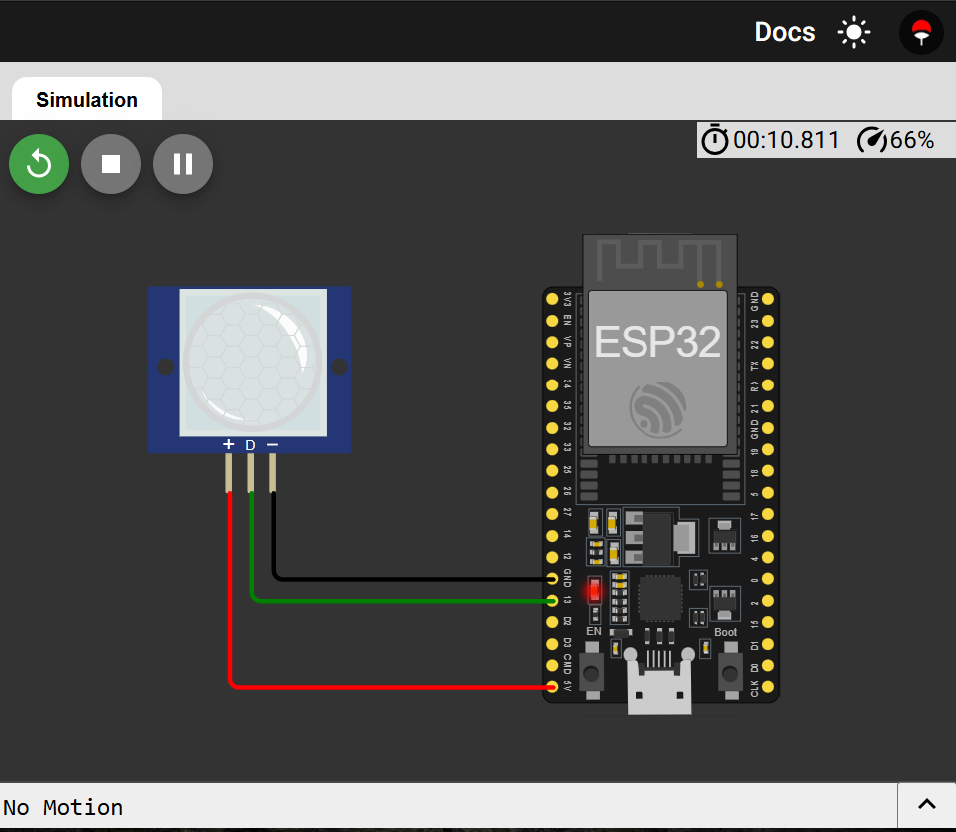 Docs
Simulation
00:10.811 66%
ESP32
+ D −
3V3
EN
VP
VN
34
35
32
33
25
26
27
14
12
GND
13
D2
D3
CMD
5V
GND
23
22
TX
RX
21
GND
19
18
5
17
16
4
0
2
15
D1
D0
CLK
EN
Boot
No Motion